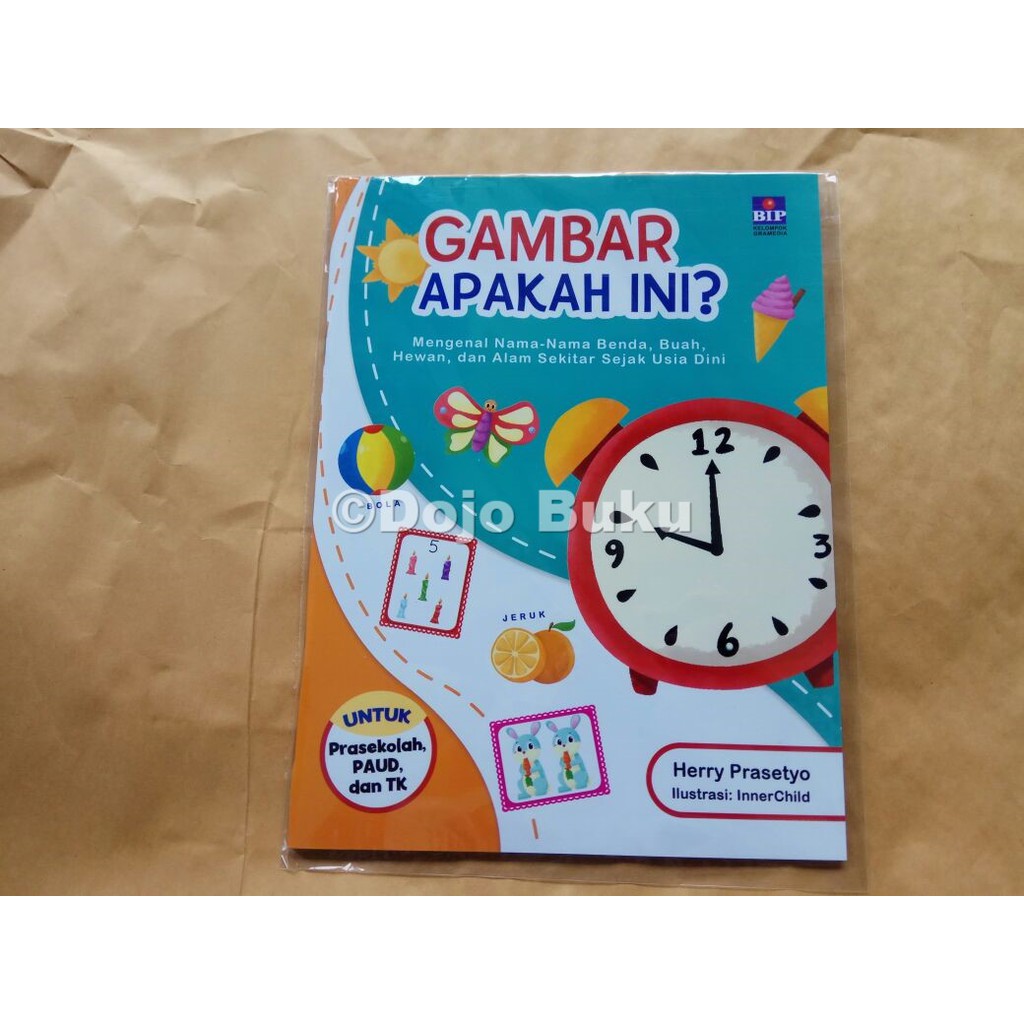 GAMBAR
APAKAH INI?
Mengenal Nama-Nama Benda, Buah,
Hewan, dan Alam Sekitar Sejak Usia Dini
BIP
KELOMPOK
GRAMEDIA
12
3
6
9
BOLA
©Dojo Buku
5
JERUK
UNTUK
Prasekolah,
PAUD,
dan TK
Herry Prasetyo
Ilustrasi: InnerChild